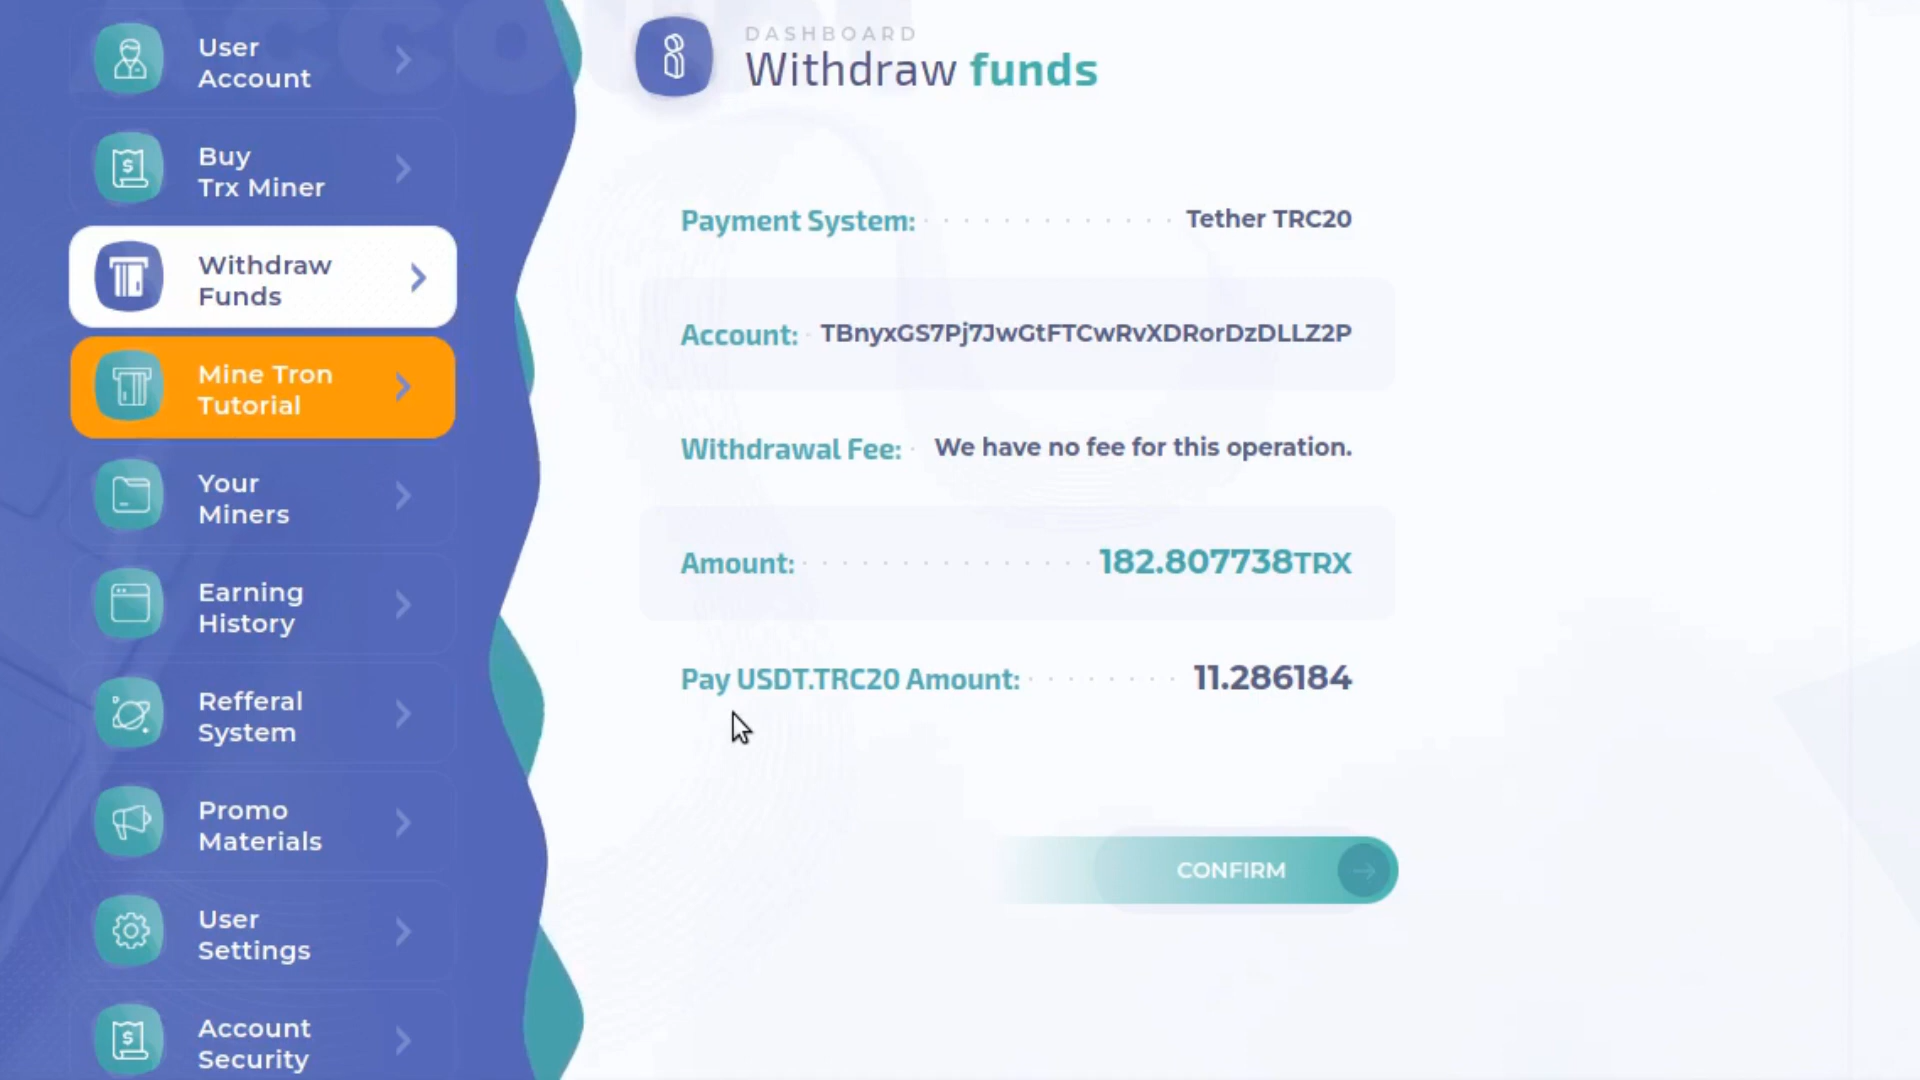 User
Account
Buy
Trx Miner
Withdraw
Funds
Mine Tron
Tutorial
Your
Miners
Earning
History
Refferal
System
Promo
Materials
User
Settings
Account
Security
DASHBOARD
Withdraw funds
Payment System: Tether TRC20
Account: TBnyxGS7Pj7JwGtFTCwRvXDRorDzDLLZ2P
Withdrawal Fee: We have no fee for this operation.
Amount: 182.807738TRX
Pay USDT.TRC20 Amount: 11.286184
CONFIRM